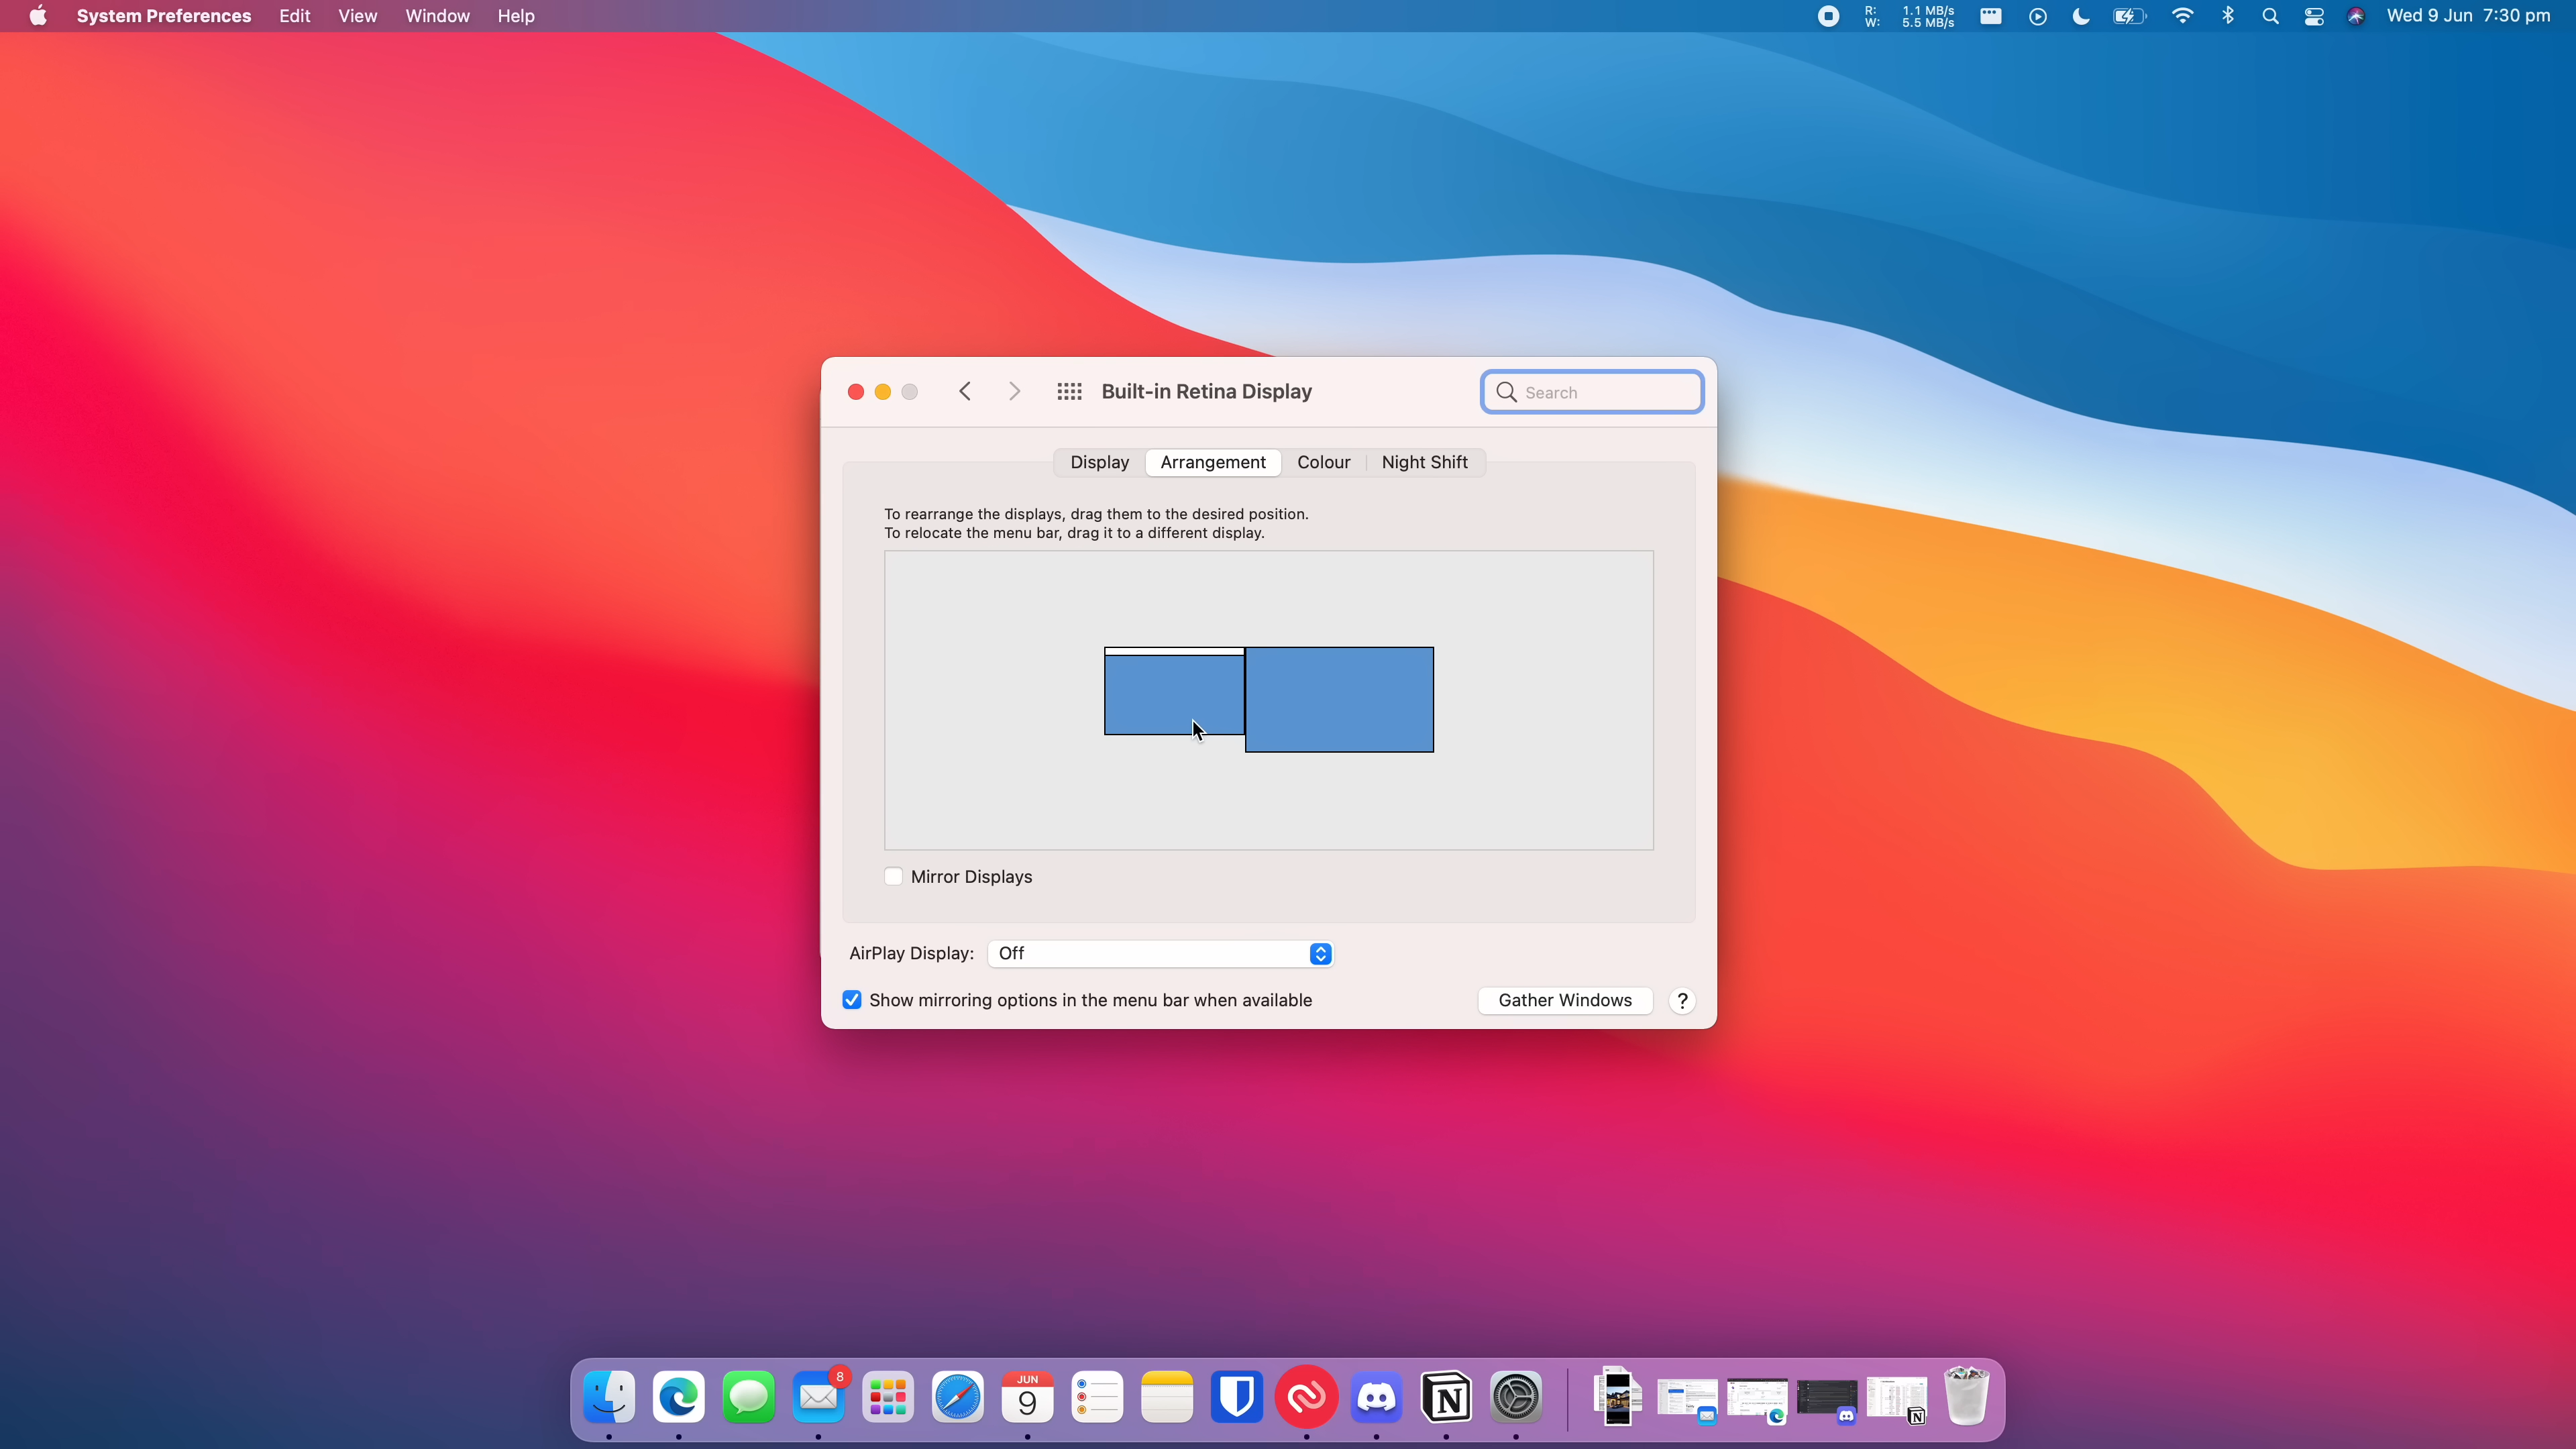 System Preferences Edit View Window Help
R: 1.1 MB/s
W: 5.5 MB/s
Wed 9 Jun 7:30 pm
Built-in Retina Display
Search
Display Arrangement Colour Night Shift
To rearrange the displays, drag them to the desired position.
To relocate the menu bar, drag it to a different display.
Mirror Displays
AirPlay Display: Off
Show mirroring options in the menu bar when available
Gather Windows ?
8
JUN
9
N
N